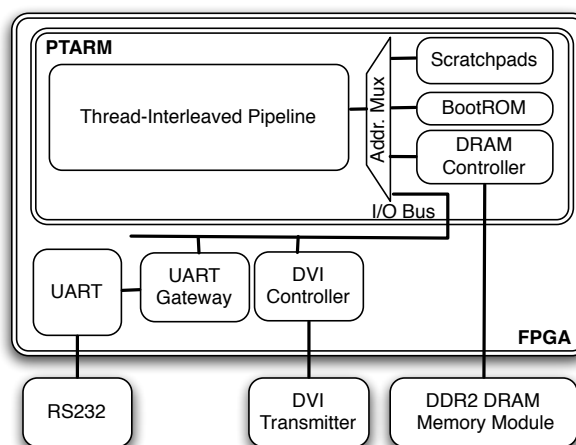 PTARM
Thread-Interleaved Pipeline
Addr. Mux
Scratchpads
BootROM
DRAM
Controller
I/O Bus
UART
UART
Gateway
DVI
Controller
FPGA
RS232
DVI
Transmitter
DDR2 DRAM
Memory Module